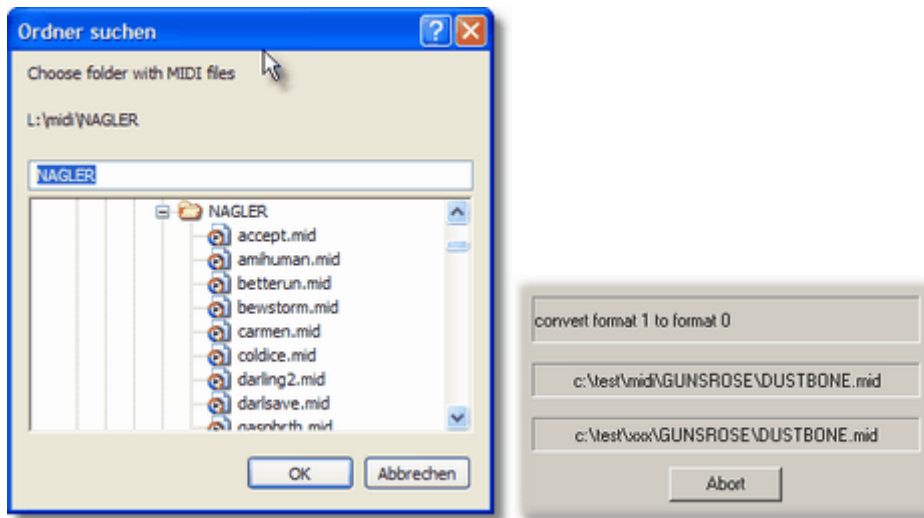 Ordner suchen
Choose folder with MIDI files
L:\midi\NAGLER
NAGLER
NAGLER
accept.mid
amihuman.mid
betterun.mid
bewstorm.mid
carmen.mid
coldice.mid
darling2.mid
darlsave.mid
OK
Abbrechen
convert format 1 to format 0
c:\test\midi\GUNSROSE\DUSTBONE.mid
c:\test\xxx\GUNSROSE\DUSTBONE.mid
Abort